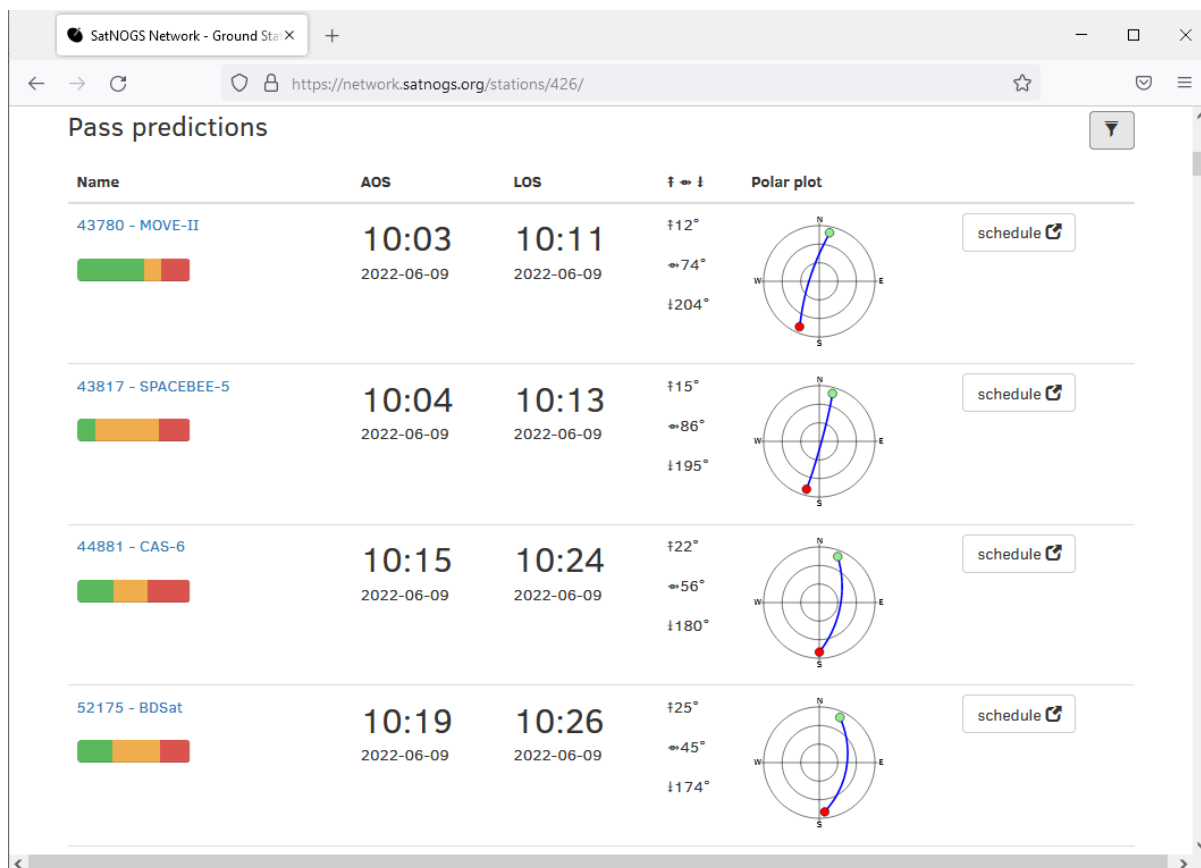 SatNOGS Network - Ground Sta
https://network.satnogs.org/stations/426/
Pass predictions
Name AOS LOS Polar plot
43780 - MOVE-II 10:03 2022-06-09 10:11 2022-06-09 12° 74° 204° N W E S schedule
43817 - SPACEBEE-5 10:04 2022-06-09 10:13 2022-06-09 15° 86° 195° N W E S schedule
44881 - CAS-6 10:15 2022-06-09 10:24 2022-06-09 22° 56° 180° N W E S schedule
52175 - BDSat 10:19 2022-06-09 10:26 2022-06-09 25° 45° 174° N W E S schedule